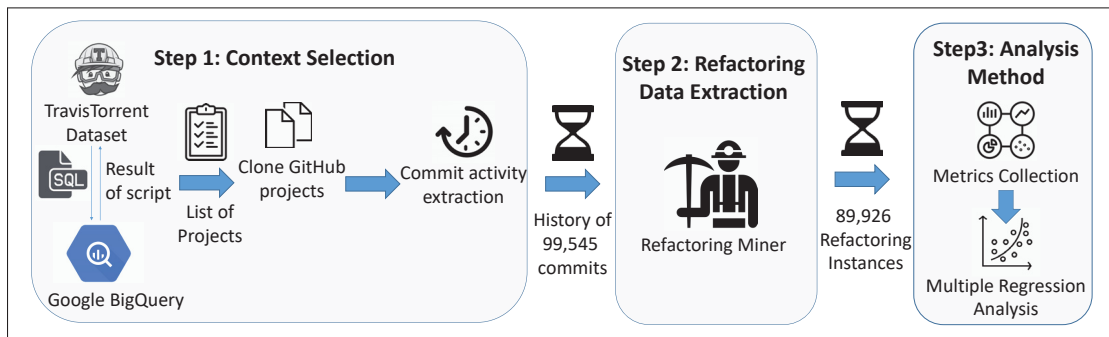 Step 1: Context Selection
T
TravisTorrent
Dataset
SQL
Result
of script
Google BigQuery
List of
Projects
Clone GitHub
projects
Commit activity
extraction
History of
99,545
commits
Step 2: Refactoring
Data Extraction
Refactoring Miner
89,926
Refactoring
Instances
Step3: Analysis
Method
Metrics Collection
Multiple Regression
Analysis